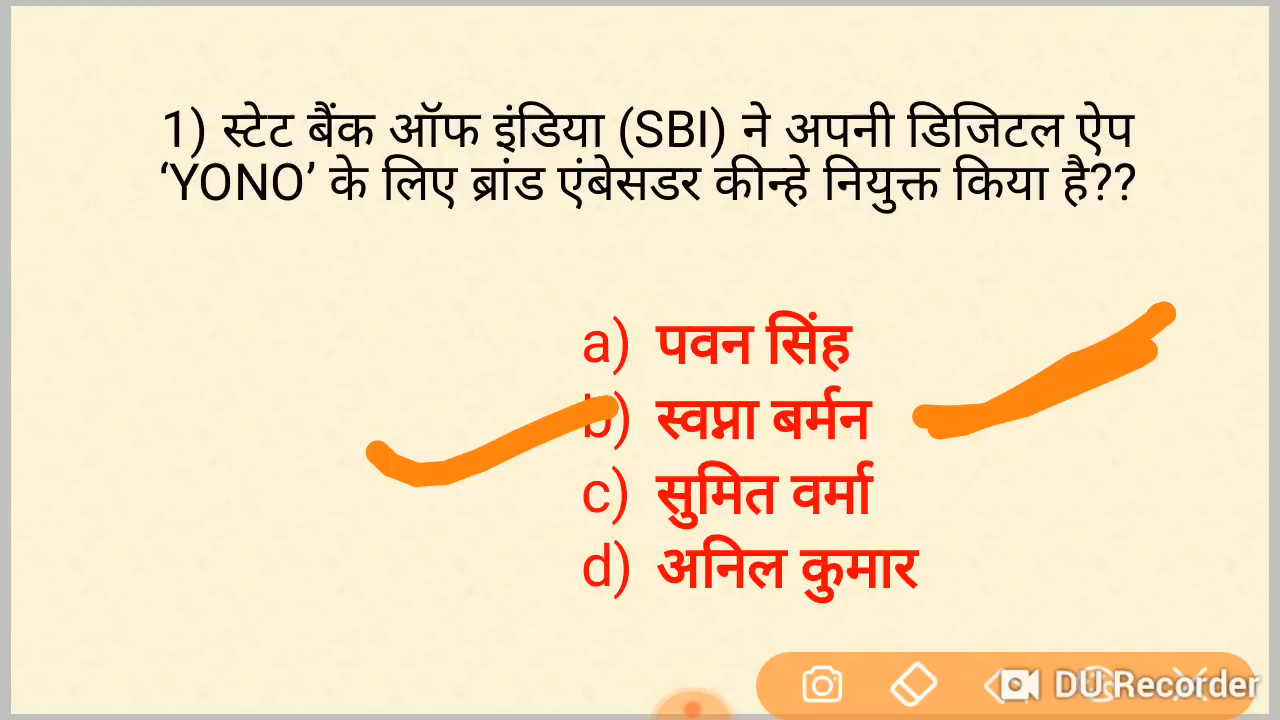 1) स्टेट बैंक ऑफ इंडिया (SBI) ने अपनी डिजिटल ऐप
‘YONO’ के लिए ब्रांड एंबेसडर कीन्हे नियुक्त किया है??
a) पवन सिंह
b) स्वप्ना बर्मन
c) सुमित वर्मा
d) अनिल कुमार
DU Recorder